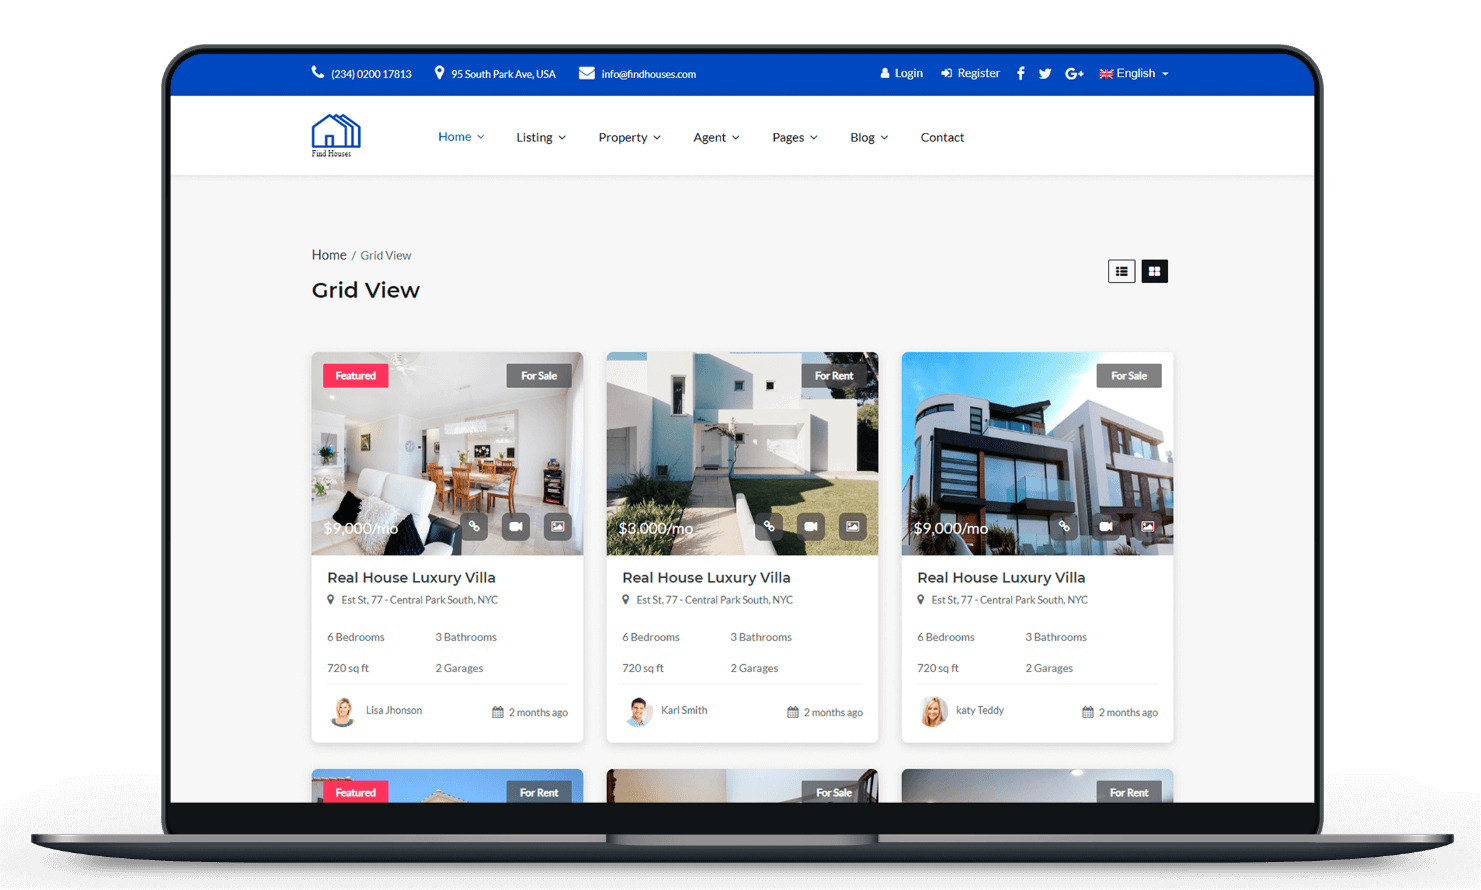 (234) 0200 17813 95 South Park Ave, USA info@findhouses.com Login Register English
Find Houses
Home Listing Property Agent Pages Blog Contact
Home / Grid View
Grid View
Featured For Sale
$9,000/mo
Real House Luxury Villa
Est St, 77 - Central Park South, NYC
6 Bedrooms 3 Bathrooms
720 sq ft 2 Garages
Lisa Jhonson 2 months ago
For Rent
$3,000/mo
Real House Luxury Villa
Est St, 77 - Central Park South, NYC
6 Bedrooms 3 Bathrooms
720 sq ft 2 Garages
Karl Smith 2 months ago
For Sale
$9,000/mo
Real House Luxury Villa
Est St, 77 - Central Park South, NYC
6 Bedrooms 3 Bathrooms
720 sq ft 2 Garages
katy Teddy 2 months ago
Featured For Rent
For Sale
For Rent